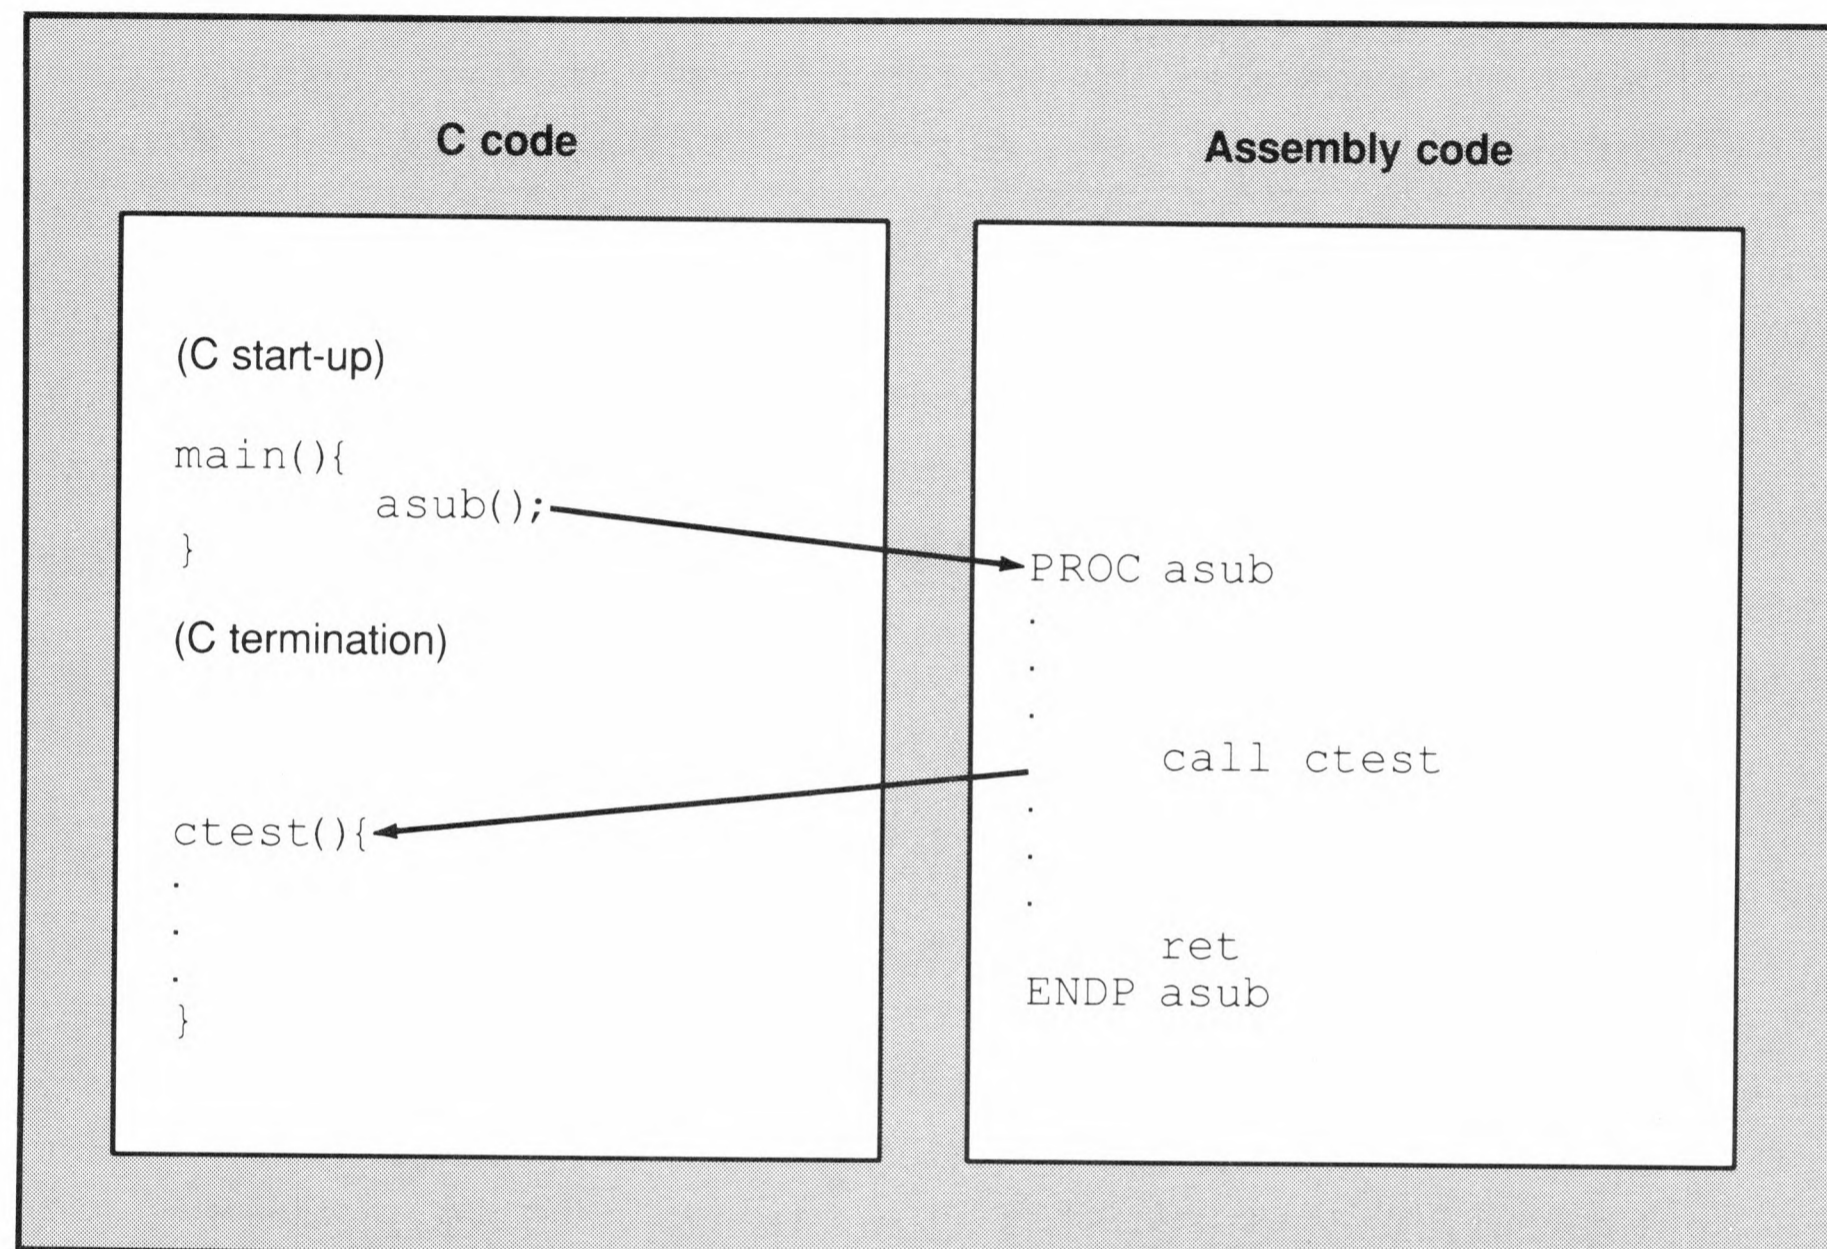 C code
(C start-up)
main(){
asub();
}
(C termination)
ctest(){
.
.
.
}
Assembly code
PROC asub
.
.
.
call ctest
.
.
.
ret
ENDP asub